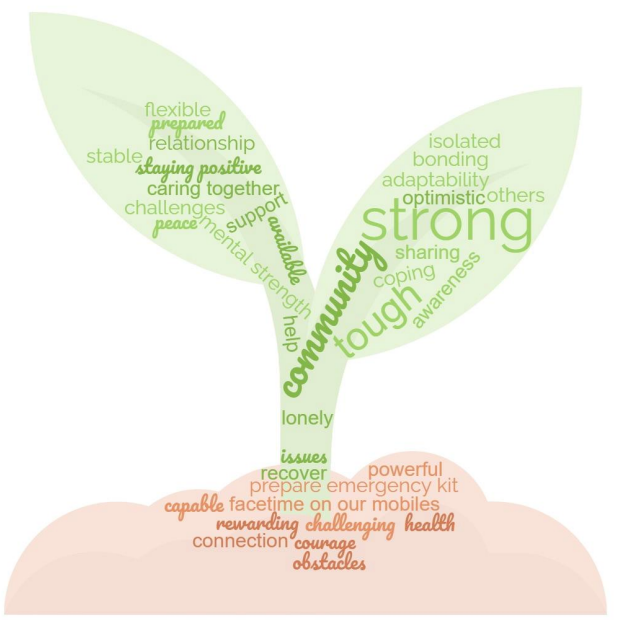 flexible
prepared
relationship
stable
staying positive
caring together
challenges
support
peace
mental strength
available
help
isolated
bonding
adaptability
optimistic
others
strong
sharing
coping
awareness
community
tough
lonely
issues
recover
powerful
prepare emergency kit
capable
facetime on our mobiles
rewarding
challenging
health
connection
courage
obstacles